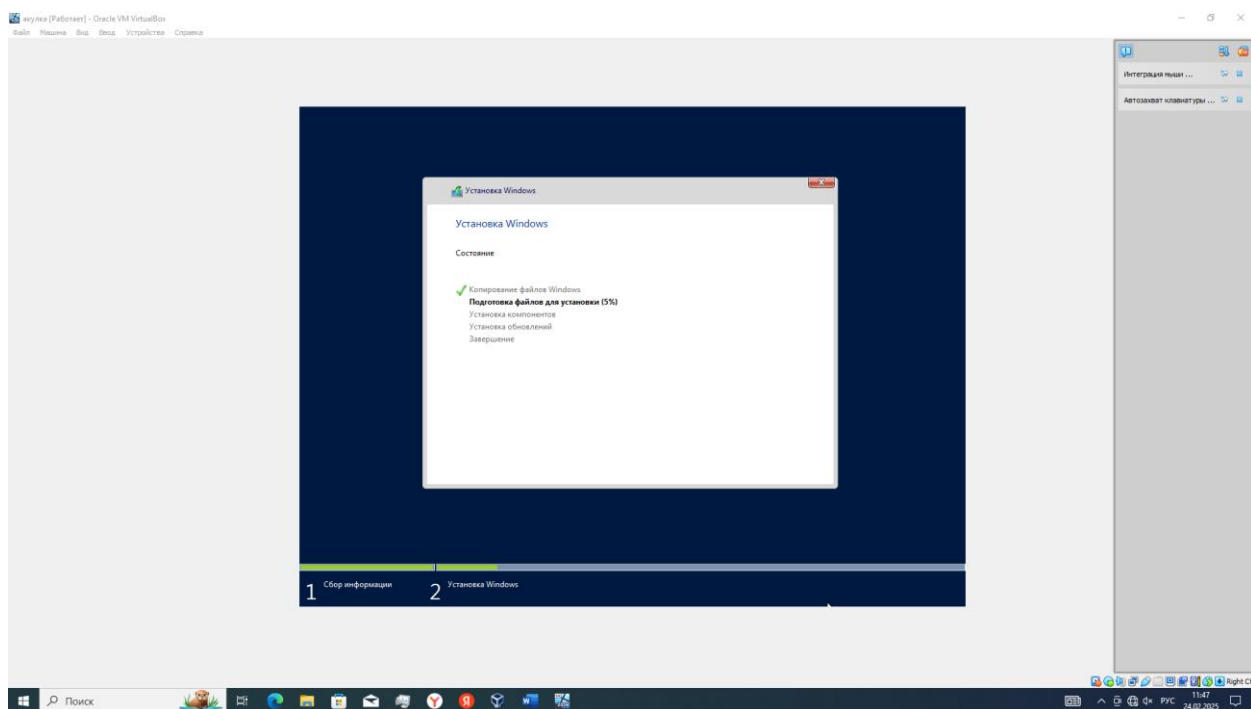 акулка [Работает] - Oracle VM VirtualBox
Файл Машина Вид Ввод Устройства Справка
Интеграция мыши ...
Автозахват клавиатуры ...
Установка Windows
Установка Windows
Состояние
Копирование файлов Windows
Подготовка файлов для установки (5%)
Установка компонентов
Установка обновлений
Завершение
1 Сбор информации 2 Установка Windows
Right C
Поиск
РУС 11:47
24.02.2025